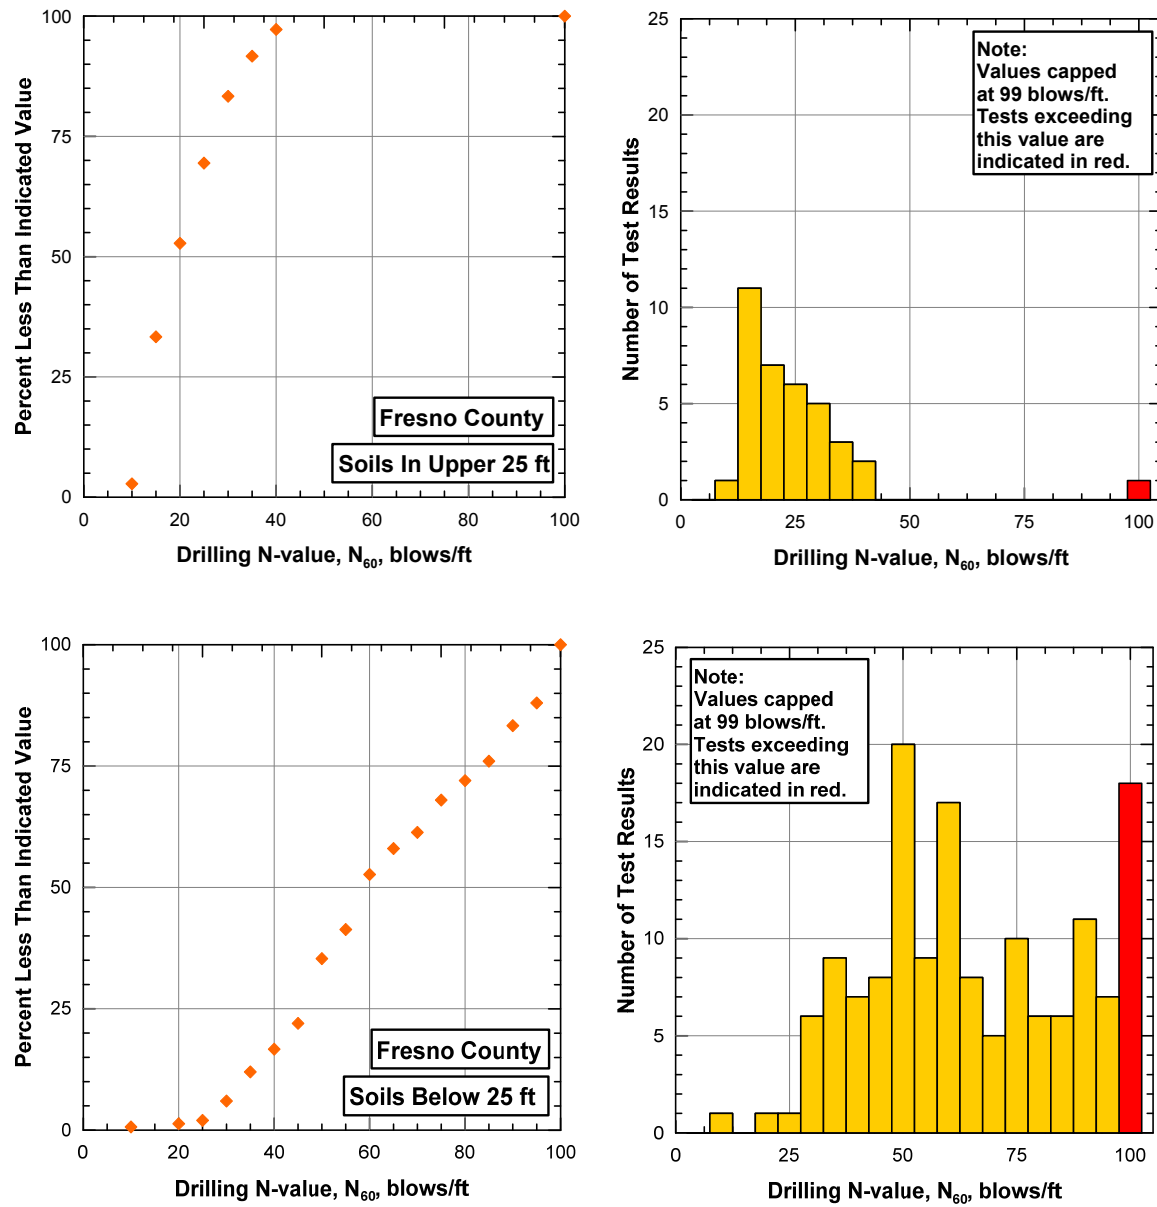 100
75
50
25
0
Percent Less Than Indicated Value
Fresno County
Soils In Upper 25 ft
0
20
40
60
80
100
Drilling N-value, N60, blows/ft
25
20
15
10
5
0
Number of Test Results
Note:
Values capped
at 99 blows/ft.
Tests exceeding
this value are
indicated in red.
0
25
50
75
100
Drilling N-value, N60, blows/ft
100
75
50
25
0
Percent Less Than Indicated Value
Fresno County
Soils Below 25 ft
0
20
40
60
80
100
Drilling N-value, N60, blows/ft
25
20
15
10
5
0
Number of Test Results
Note:
Values capped
at 99 blows/ft.
Tests exceeding
this value are
indicated in red.
0
25
50
75
100
Drilling N-value, N60, blows/ft